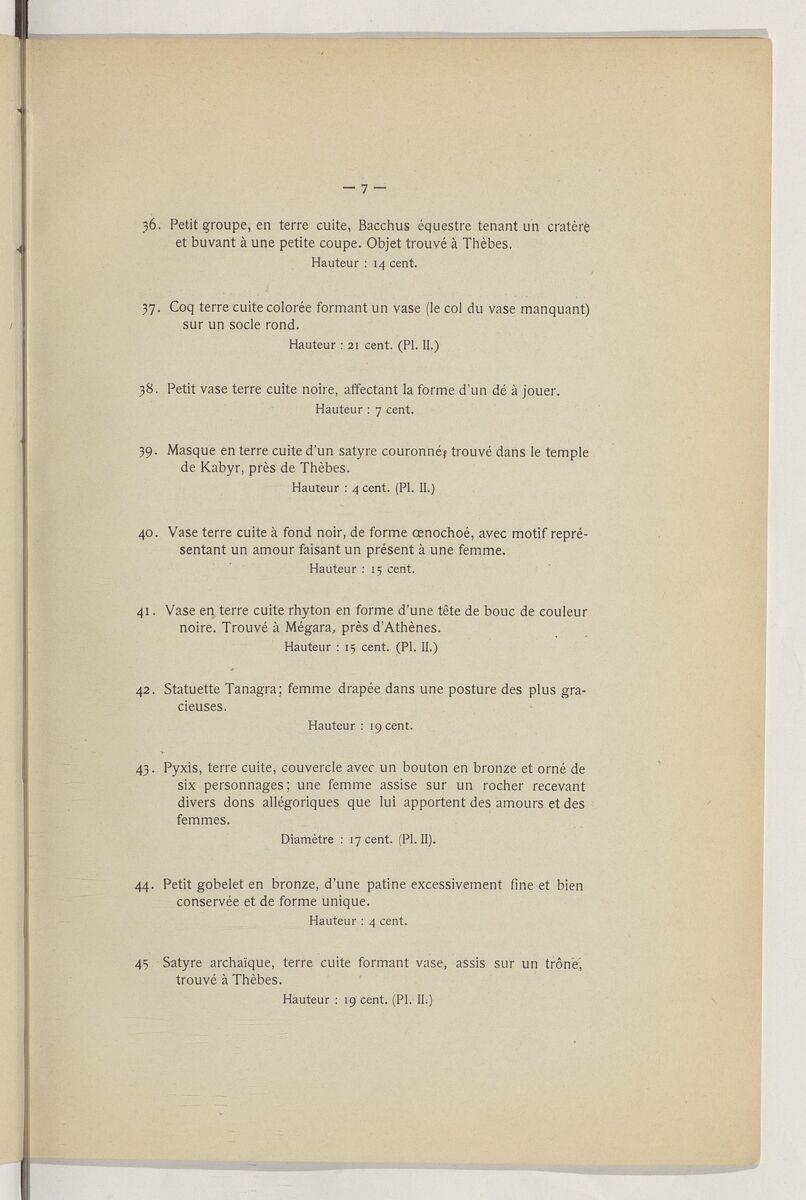 — 7 —
36. Petit groupe, en terre cuite, Bacchus équestre tenant un cratère
et buvant à une petite coupe. Objet trouvé à Thèbes.
Hauteur : 14 cent.
37. Coq terre cuite colorée formant un vase (le col du vase manquant)
sur un socle rond.
Hauteur : 21 cent. (Pl. II.)
38. Petit vase terre cuite noire, affectant la forme d'un dé à jouer.
Hauteur : 7 cent.
39. Masque en terre cuite d'un satyre couronné, trouvé dans le temple
de Kabyr, près de Thèbes.
Hauteur : 4 cent. (Pl. II.)
40. Vase terre cuite à fond noir, de forme œnochoé, avec motif repré-
sentant un amour faisant un présent à une femme.
Hauteur : 15 cent.
41. Vase en terre cuite rhyton en forme d'une tête de bouc de couleur
noire. Trouvé à Mégara, près d'Athènes.
Hauteur : 15 cent. (Pl. II.)
42. Statuette Tanagra; femme drapée dans une posture des plus gra-
cieuses.
Hauteur : 19 cent.
43. Pyxis, terre cuite, couvercle avec un bouton en bronze et orné de
six personnages; une femme assise sur un rocher recevant
divers dons allégoriques que lui apportent des amours et des
femmes.
Diamètre : 17 cent. (Pl. II).
44. Petit gobelet en bronze, d'une patine excessivement fine et bien
conservée et de forme unique.
Hauteur : 4 cent.
45 Satyre archaïque, terre cuite formant vase, assis sur un trône,
trouvé à Thèbes.
Hauteur : 19 cent. (Pl. II.)